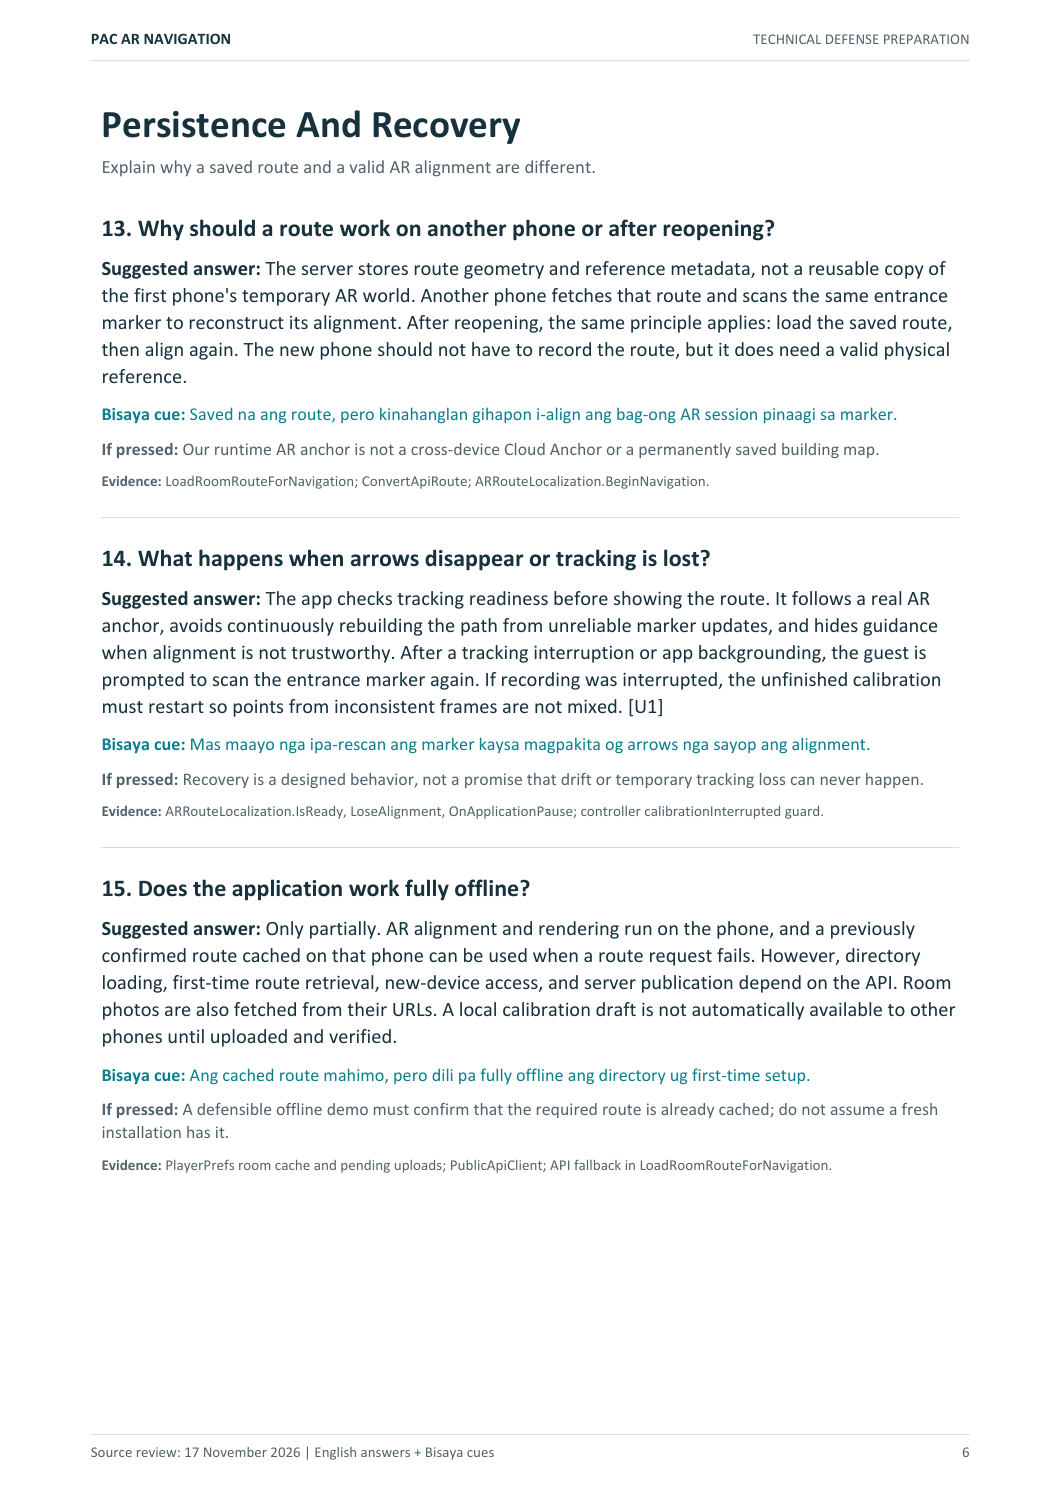 PAC AR NAVIGATION
TECHNICAL DEFENSE PREPARATION
Persistence And Recovery
Explain why a saved route and a valid AR alignment are different.
13. Why should a route work on another phone or after reopening?
Suggested answer: The server stores route geometry and reference metadata, not a reusable copy of
the first phone's temporary AR world. Another phone fetches that route and scans the same entrance
marker to reconstruct its alignment. After reopening, the same principle applies: load the saved route,
then align again. The new phone should not have to record the route, but it does need a valid physical
reference.
Bisaya cue: Saved na ang route, pero kinahanglan gihapon i-align ang bag-ong AR session pinaagi sa marker.
If pressed: Our runtime AR anchor is not a cross-device Cloud Anchor or a permanently saved building map.
Evidence: LoadRoomRouteForNavigation; ConvertApiRoute; ARRouteLocalization.BeginNavigation.
14. What happens when arrows disappear or tracking is lost?
Suggested answer: The app checks tracking readiness before showing the route. It follows a real AR
anchor, avoids continuously rebuilding the path from unreliable marker updates, and hides guidance
when alignment is not trustworthy. After a tracking interruption or app backgrounding, the guest is
prompted to scan the entrance marker again. If recording was interrupted, the unfinished calibration
must restart so points from inconsistent frames are not mixed. [U1]
Bisaya cue: Mas maayo nga ipa-rescan ang marker kaysa magpakita og arrows nga sayop ang alignment.
If pressed: Recovery is a designed behavior, not a promise that drift or temporary tracking loss can never happen.
Evidence: ARRouteLocalization.IsReady, LoseAlignment, OnApplicationPause; controller calibrationInterrupted guard.
15. Does the application work fully offline?
Suggested answer: Only partially. AR alignment and rendering run on the phone, and a previously
confirmed route cached on that phone can be used when a route request fails. However, directory
loading, first-time route retrieval, new-device access, and server publication depend on the API. Room
photos are also fetched from their URLs. A local calibration draft is not automatically available to other
phones until uploaded and verified.
Bisaya cue: Ang cached route mahimo, pero dili pa fully offline ang directory ug first-time setup.
If pressed: A defensible offline demo must confirm that the required route is already cached; do not assume a fresh
installation has it.
Evidence: PlayerPrefs room cache and pending uploads; PublicApiClient; API fallback in LoadRoomRouteForNavigation.
Source review: 17 November 2026 | English answers + Bisaya cues
6